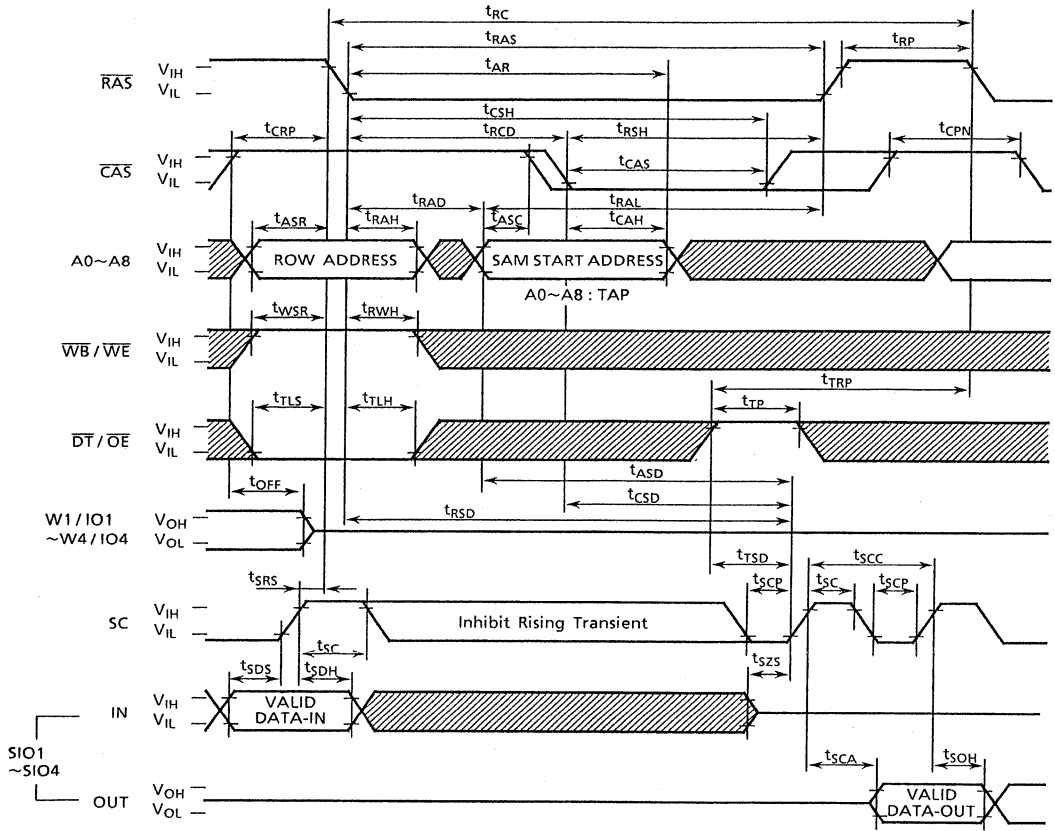 tRC
tRAS
tRP
tAR
RAS
VIH
VIL
tCSH
tCRP
tRCD
tRSH
tCPN
CAS
VIH
VIL
tCAS
tRAD
tRAL
tASR
tRAH
tASC
tCAH
A0~A8
VIH
VIL
ROW ADDRESS
SAM START ADDRESS
A0~A8 : TAP
tWSR
tRWH
WB / WE
VIH
VIL
tTRP
tTLS
tTLH
tTP
DT / OE
VIH
VIL
tASD
tOFF
tCSD
tRSD
W1 / IO1
~W4 / IO4
VOH
VOL
tTSD
tSCC
tSRS
tSCP
tSC
tSCP
SC
VIH
VIL
Inhibit Rising Transient
tSC
tSDS
tSDH
tSZS
IN
VIH
VIL
VALID
DATA-IN
SIO1
~SIO4
tSCA
tSOH
OUT
VOH
VOL
VALID
DATA-OUT